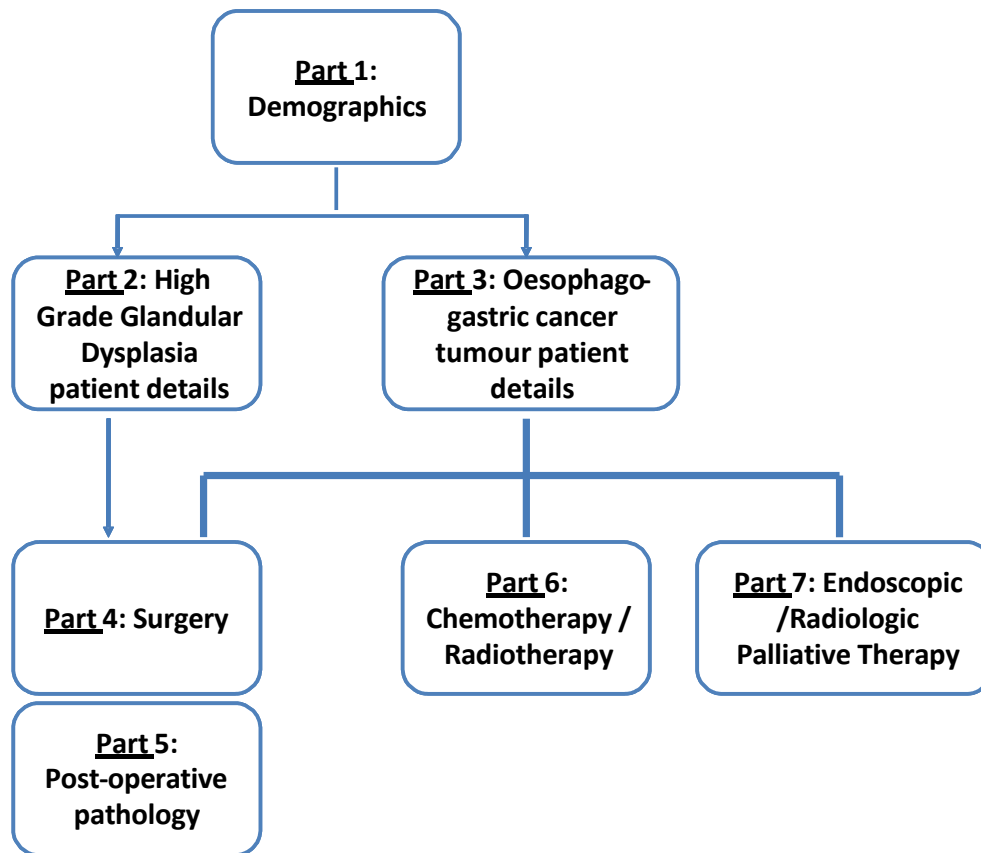 Part 1:
Demographics
Part 2: High
Grade Glandular
Dysplasia
patient details
Part 3: Oesophago-
gastric cancer
tumour patient
details
Part 4: Surgery
Part 6:
Chemotherapy /
Radiotherapy
Part 7: Endoscopic
/Radiologic
Palliative Therapy
Part 5:
Post-operative
pathology